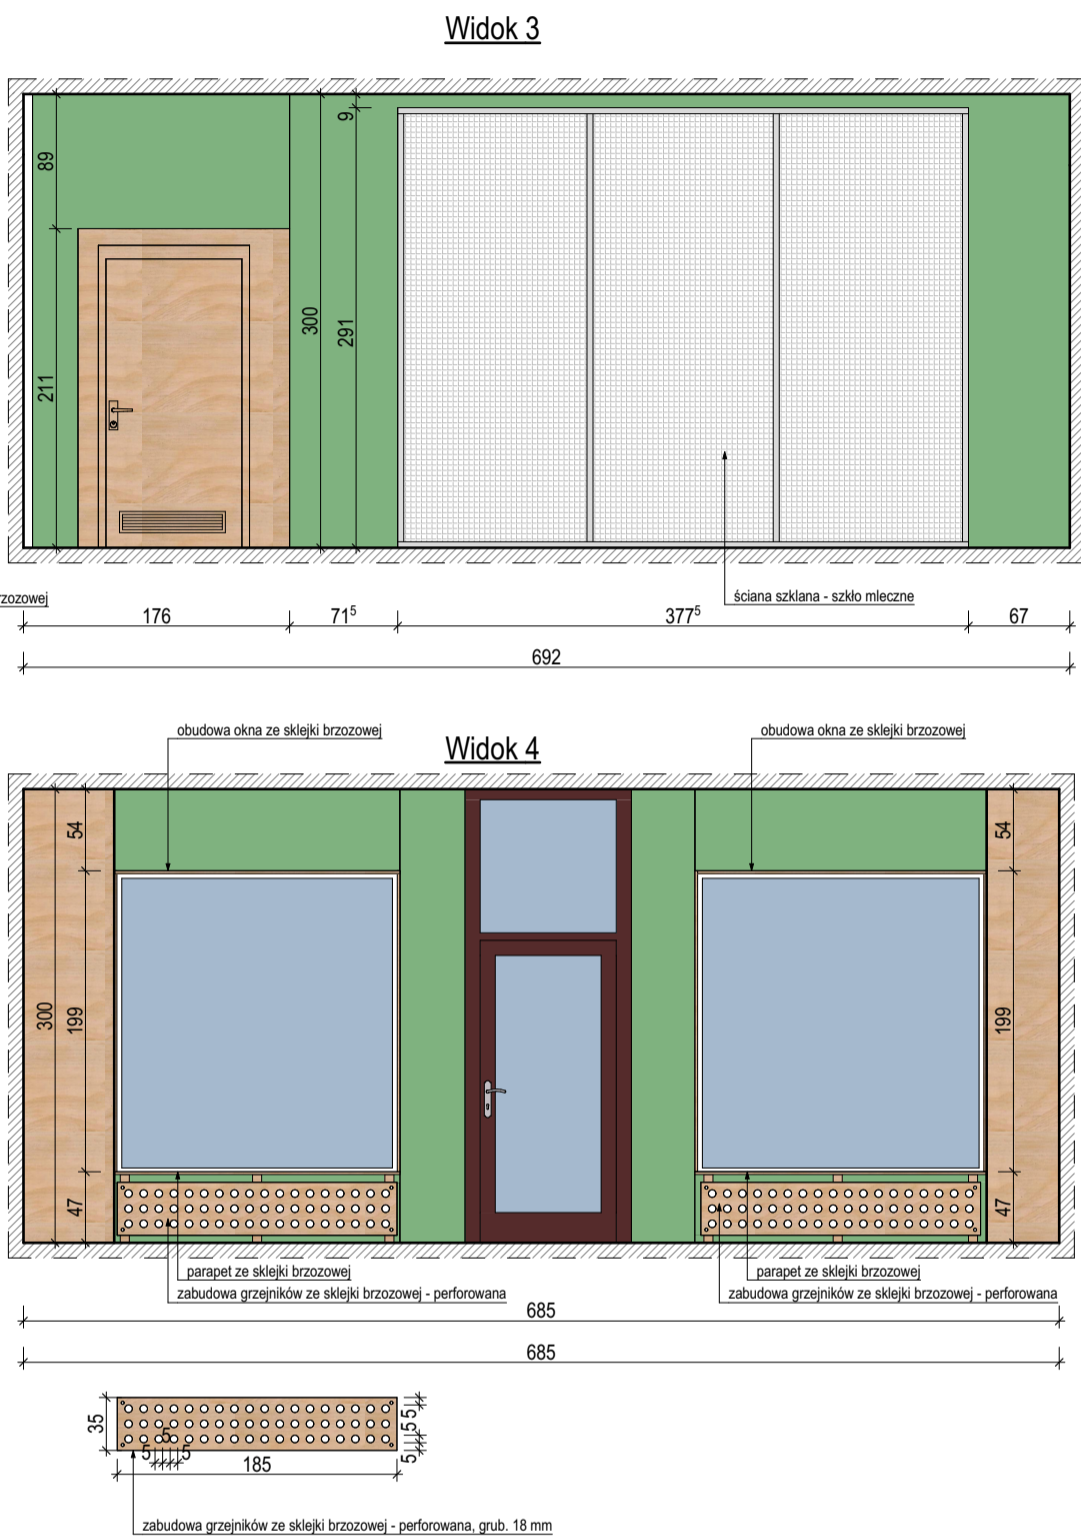 Widok 3
9
89
300
291
211
rzozowej
ściana szklana - szkło mleczne
176
71⁵
377⁵
67
692
obudowa okna ze sklejki brzozowej
obudowa okna ze sklejki brzozowej
Widok 4
54
54
300
199
199
47
47
parapet ze sklejki brzozowej
parapet ze sklejki brzozowej
zabudowa grzejników ze sklejki brzozowej - perforowana
zabudowa grzejników ze sklejki brzozowej - perforowana
685
685
35
5
5
5
5
5
5
185
zabudowa grzejników ze sklejki brzozowej - perforowana, grub. 18 mm